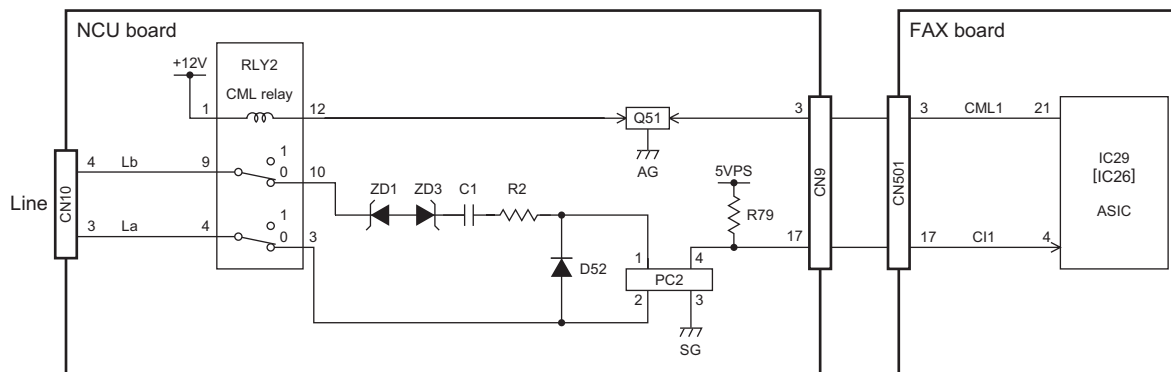 NCU board
FAX board
+12V
RLY2
CML relay
1
12
Q51
AG
3
3
CML1
21
IC29
[IC26]
ASIC
Line
CN10
4
Lb
9
1
0
10
ZD1
ZD3
C1
R2
5VPS
R79
CN9
CN501
3
La
4
1
0
3
D52
1
4
PC2
2
3
SG
17
17
CI1
4